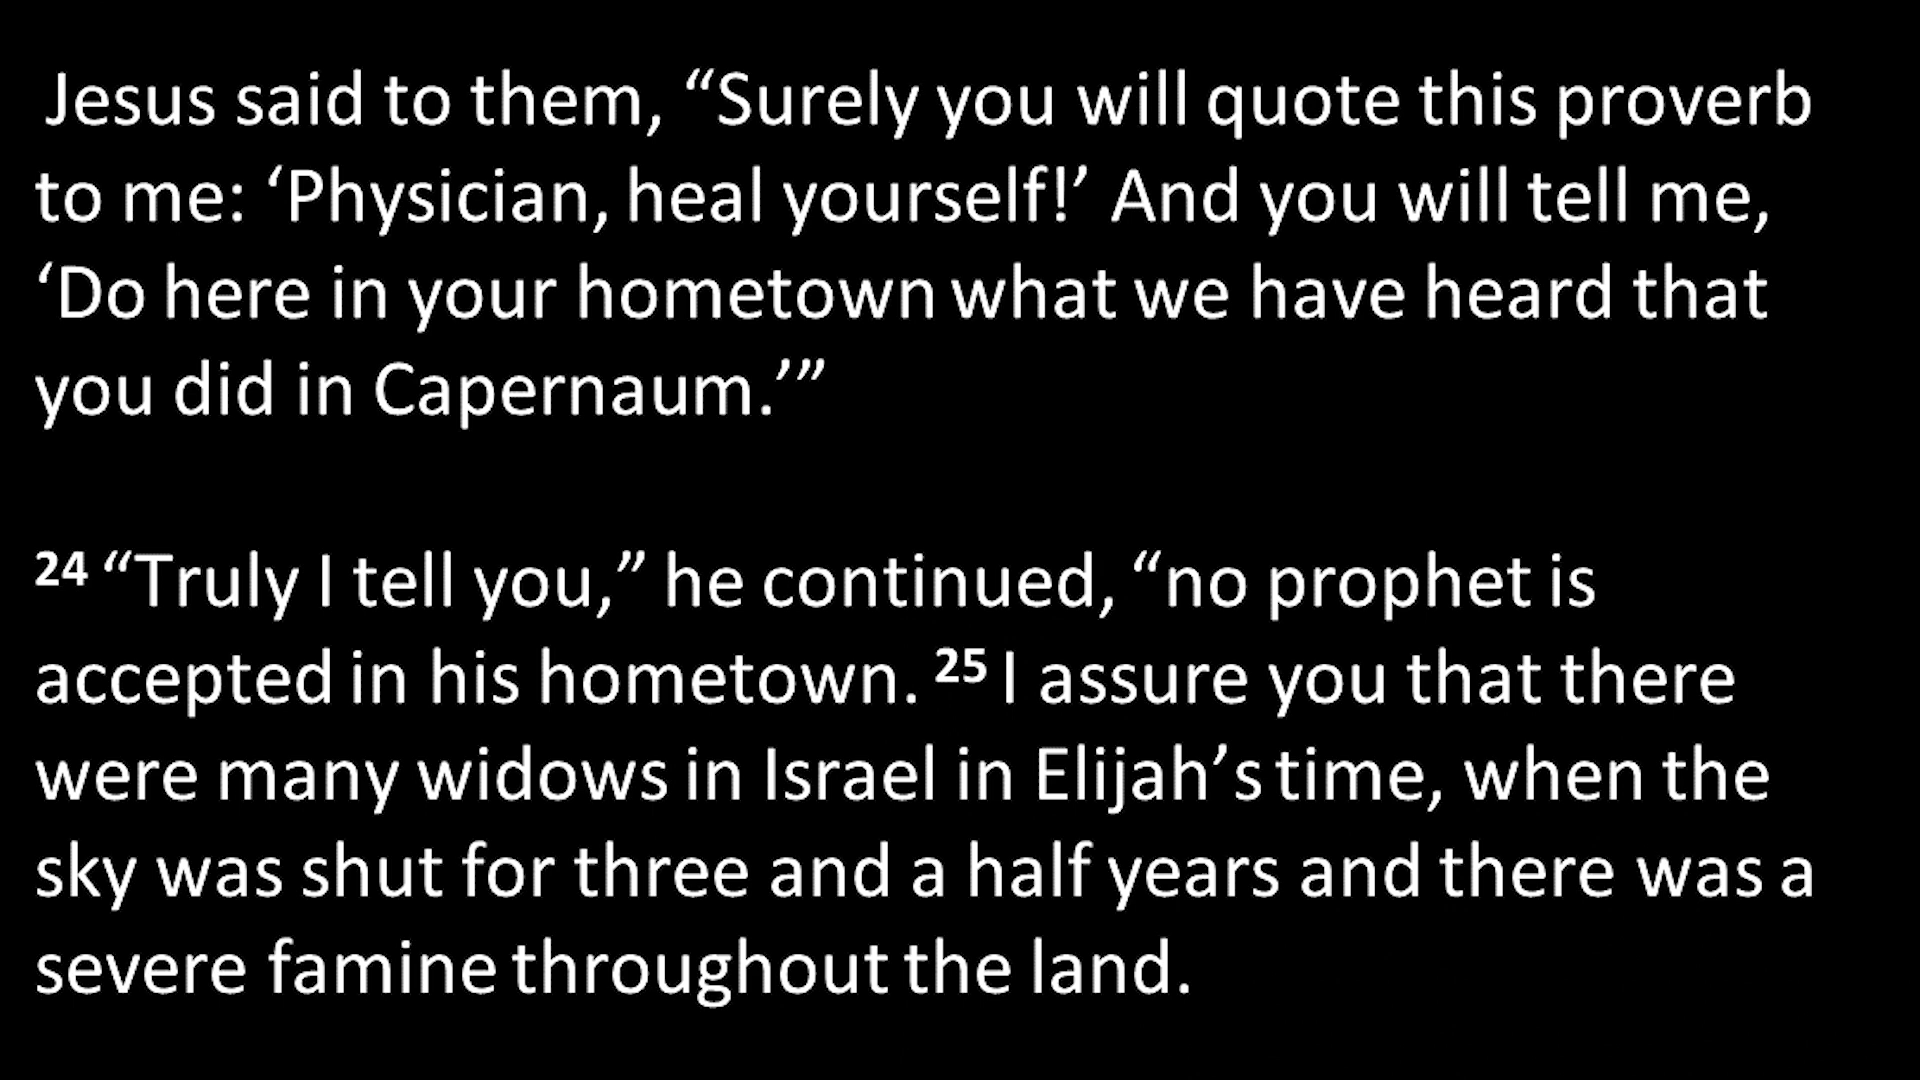 Jesus said to them, “Surely you will quote this proverb
to me: ‘Physician, heal yourself!’ And you will tell me,
‘Do here in your hometown what we have heard that
you did in Capernaum.’”
24 “Truly I tell you,” he continued, “no prophet is
accepted in his hometown. 25 I assure you that there
were many widows in Israel in Elijah’s time, when the
sky was shut for three and a half years and there was a
severe famine throughout the land.